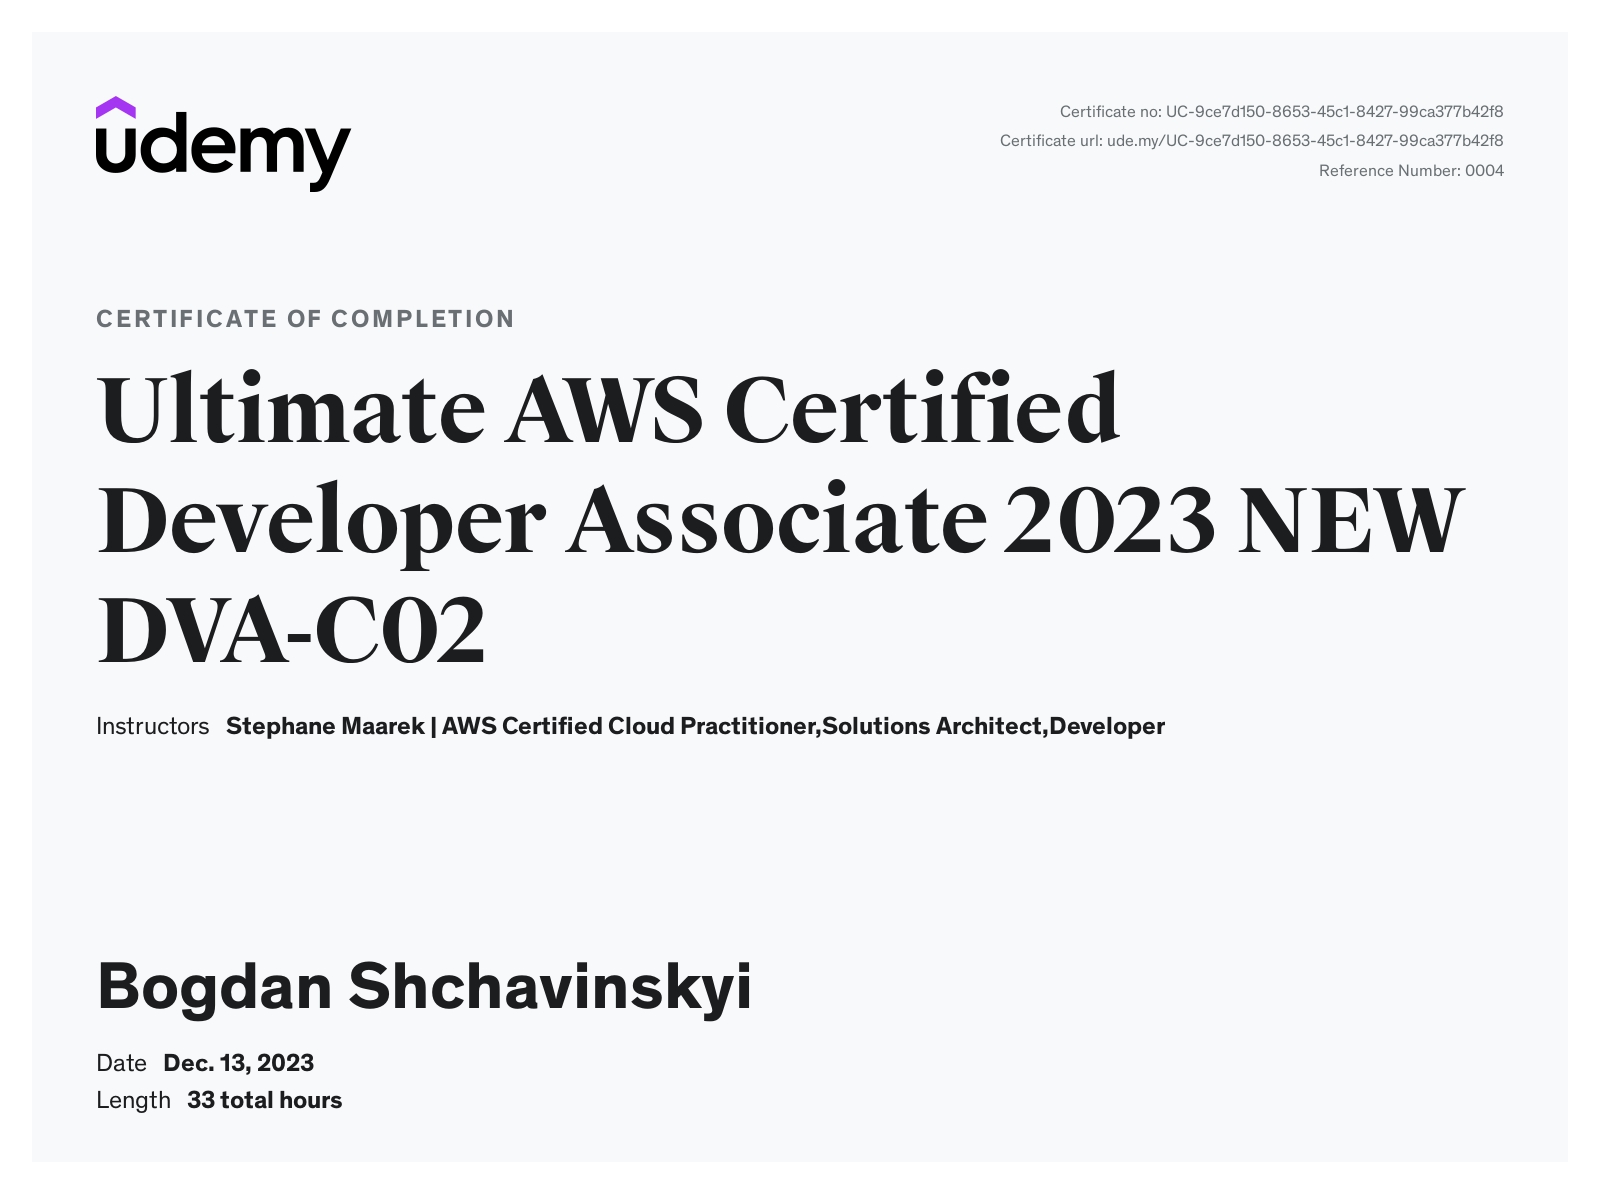 udemy
Certificate no: UC-9ce7d150-8653-45c1-8427-99ca377b42f8
Certificate url: ude.my/UC-9ce7d150-8653-45c1-8427-99ca377b42f8
Reference Number: 0004
CERTIFICATE OF COMPLETION
Ultimate AWS Certified
Developer Associate 2023 NEW
DVA-C02
Instructors Stephane Maarek | AWS Certified Cloud Practitioner,Solutions Architect,Developer
Bogdan Shchavinskyi
Date Dec. 13, 2023
Length 33 total hours